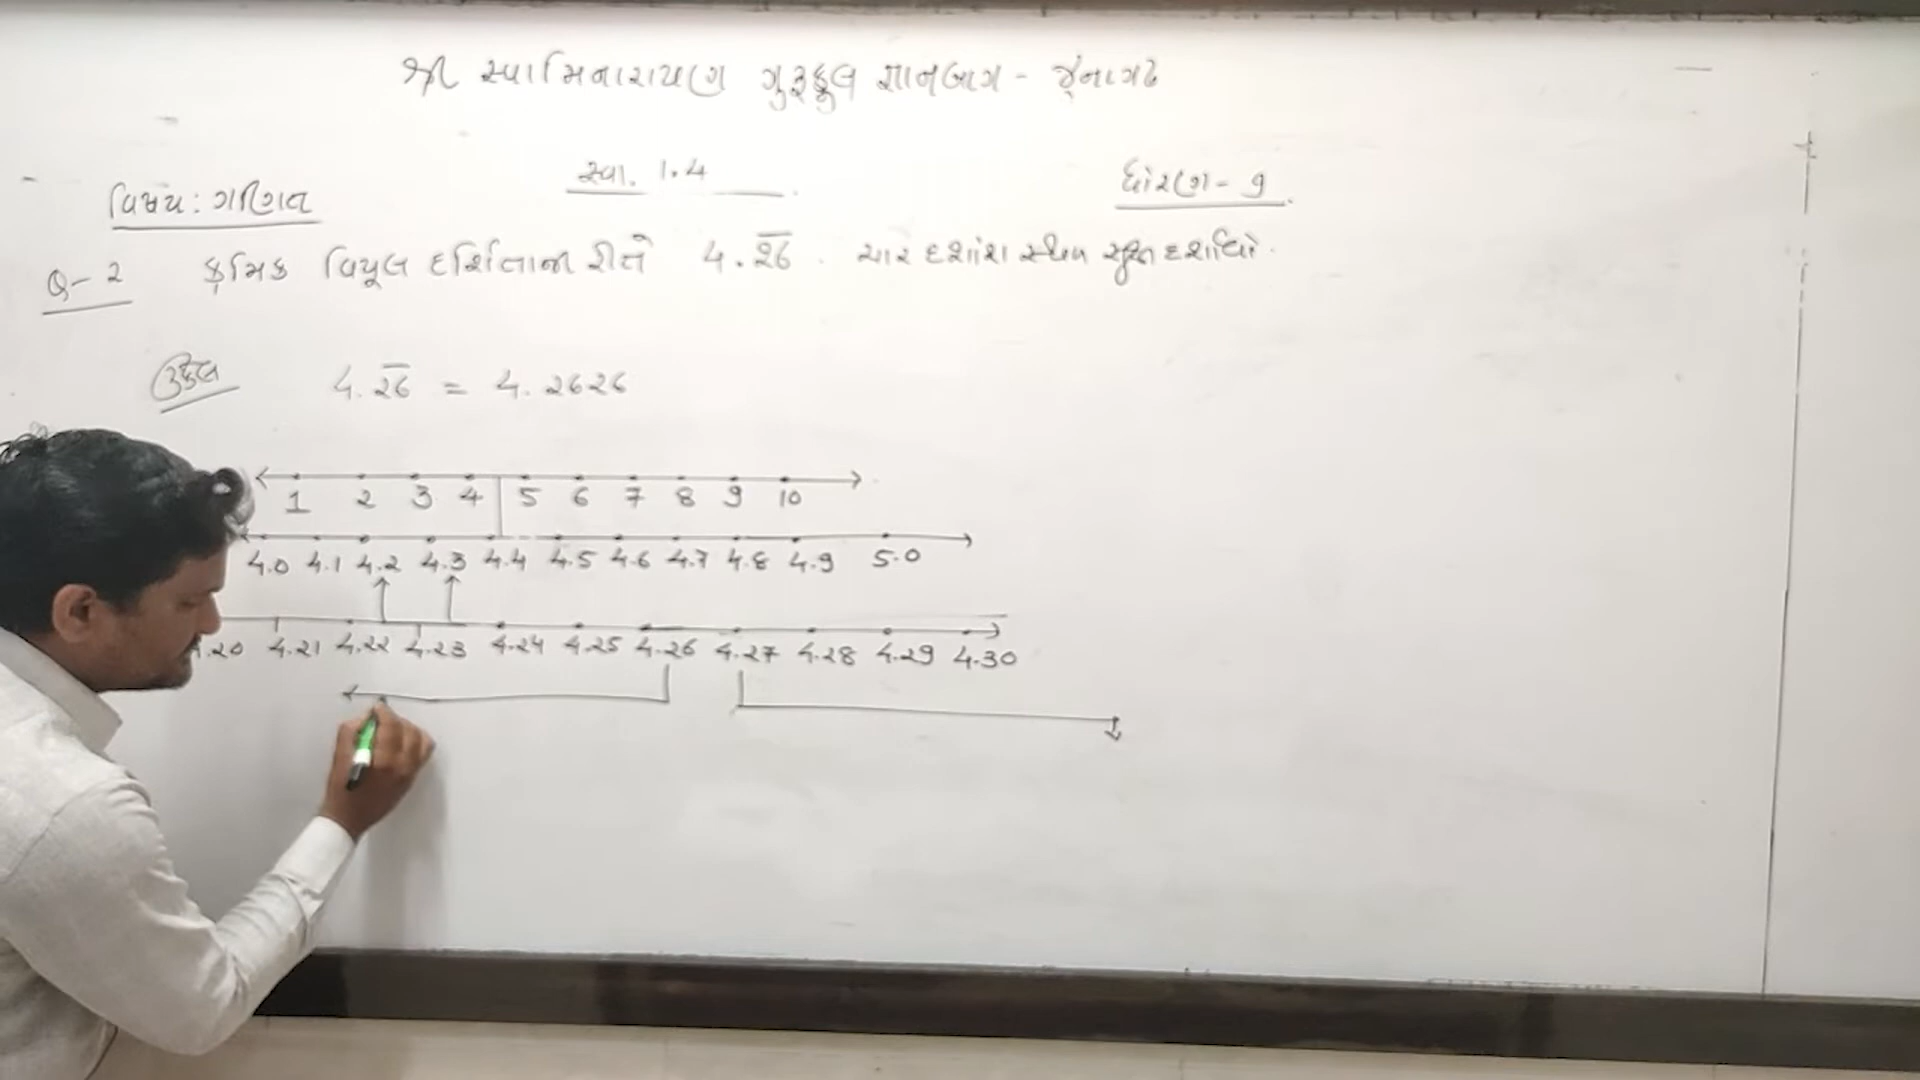 શ્રી સ્વામિનારાયણ ગુરુકુલ જ્ઞાનબાગ - જૂનાગઢ
વિષય: ગણિત સ્વા. 1.4 ધોરણ - 9
Q-2 ક્રમિક વિપુલ દર્શિતાની રીતે 4.2̅6̅ ચાર દશાંશ સ્થળ સુધી દર્શાવો.
ઉકેલ 4.2̅6̅ = 4.2626
1 2 3 4 5 6 7 8 9 10
4.0 4.1 4.2 4.3 4.4 4.5 4.6 4.7 4.8 4.9 5.0
4.20 4.21 4.22 4.23 4.24 4.25 4.26 4.27 4.28 4.29 4.30